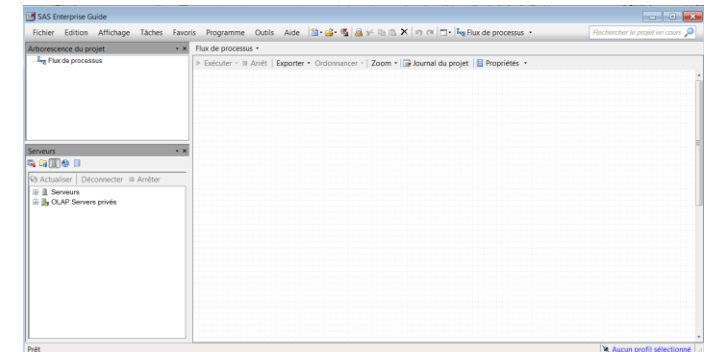 SAS Enterprise Guide
Fichier Edition Affichage Tâches Favoris Programme Outils Aide Flux de processus Rechercher le projet en cours
Arborescence du projet
Flux de processus
Flux de processus
Exécuter Arrêt Exporter Ordonnancer Zoom Journal du projet Propriétés
Serveurs
Actualiser Déconnecter Arrêter
Serveurs
OLAP Servers privés
Prêt
Aucun profil sélectionné